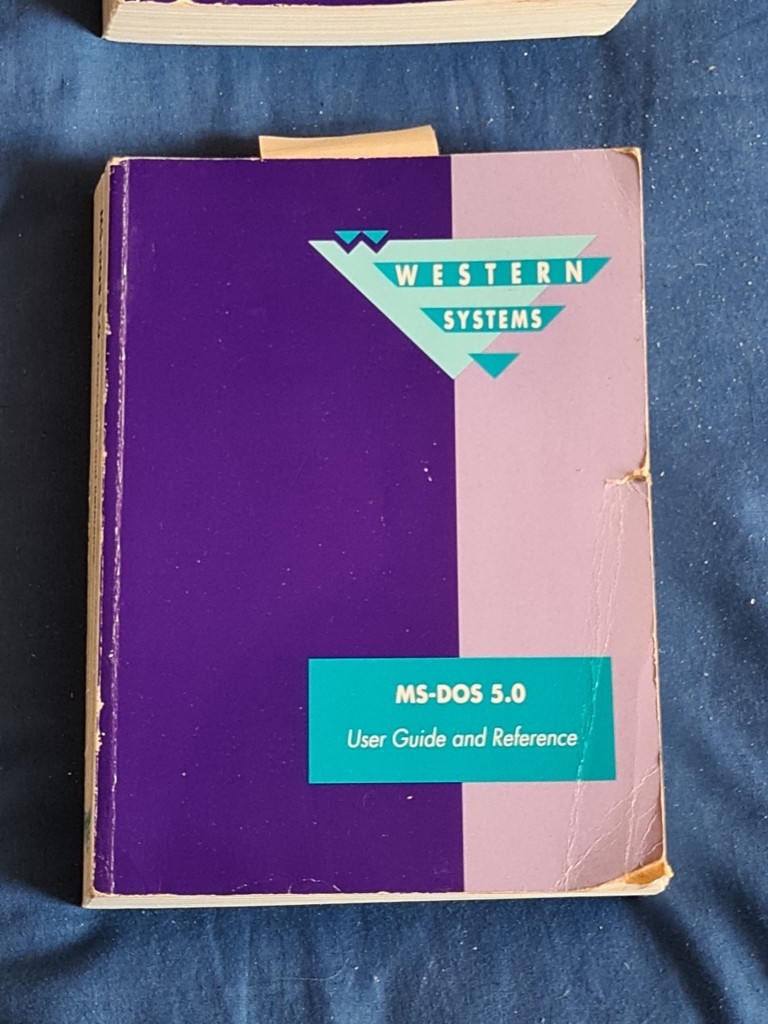 WESTERN
SYSTEMS
MS-DOS 5.0
User Guide and Reference